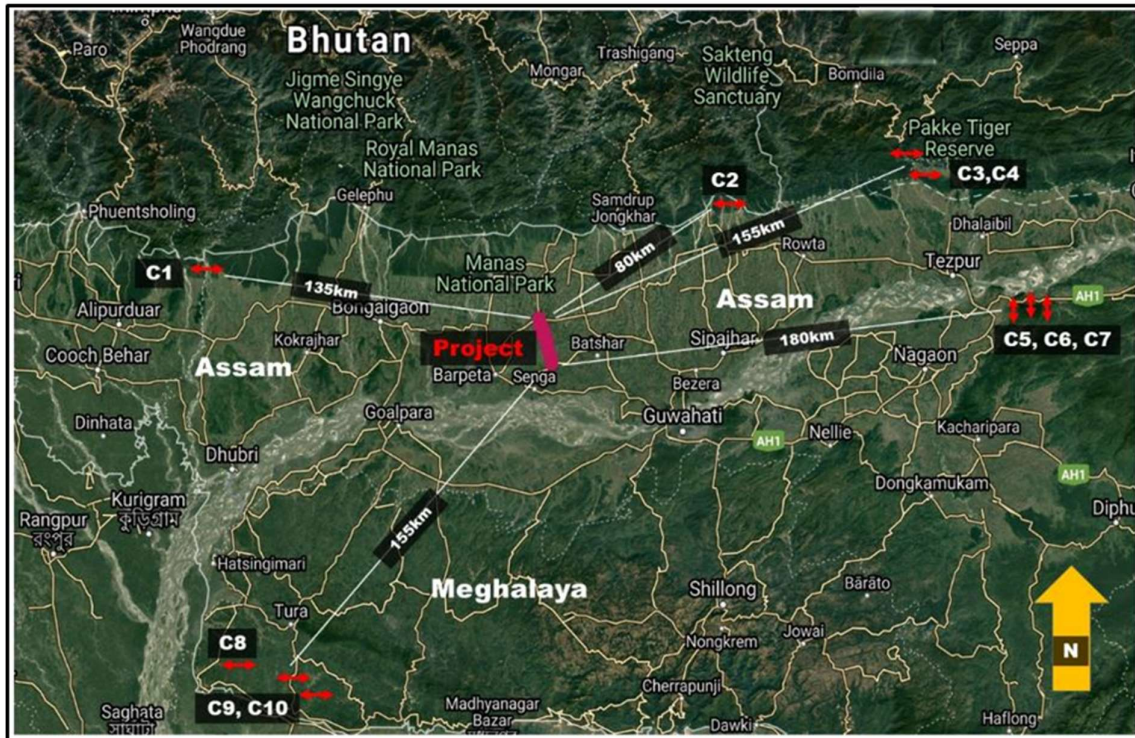 Paro
Wangdue
Phodrang
Bhutan
Jigme Singye
Wangchuck
National Park
Royal Manas
National Park
Mongar
Trashigang
Sakteng
Wildlife
Sanctuary
Bomdila
Seppa
Pakke Tiger
Reserve
C3,C4
C2
Phuentsholing
Gelephu
Samdrup
Jongkhar
Dhalaibil
Rowta
80km
155km
Tezpur
C1
135km
Manas
National Park
Assam
AH1
Alipurduar
Bongaigaon
C5, C6, C7
Cooch Behar
Kokrajhar
Project
Batshar
Sipajhar
180km
Nagaon
Assam
Barpeta
Senga
Bezera
Dinhata
Goalpara
Guwahati
AH1
Nellie
Kacharipara
Dhubri
Kurigram
কুড়িগ্রাম
Dongkamukam
AH1
Rangpur
রংপুর
155km
Diphu
Hatsingimari
Meghalaya
Shillong
Bārāto
Tura
Nongkrem
Jowai
N
C8
C9, C10
Cherrapunji
Saghata
সাঘাটা
Madhyanagar
Bazar
Dawki
Haflong